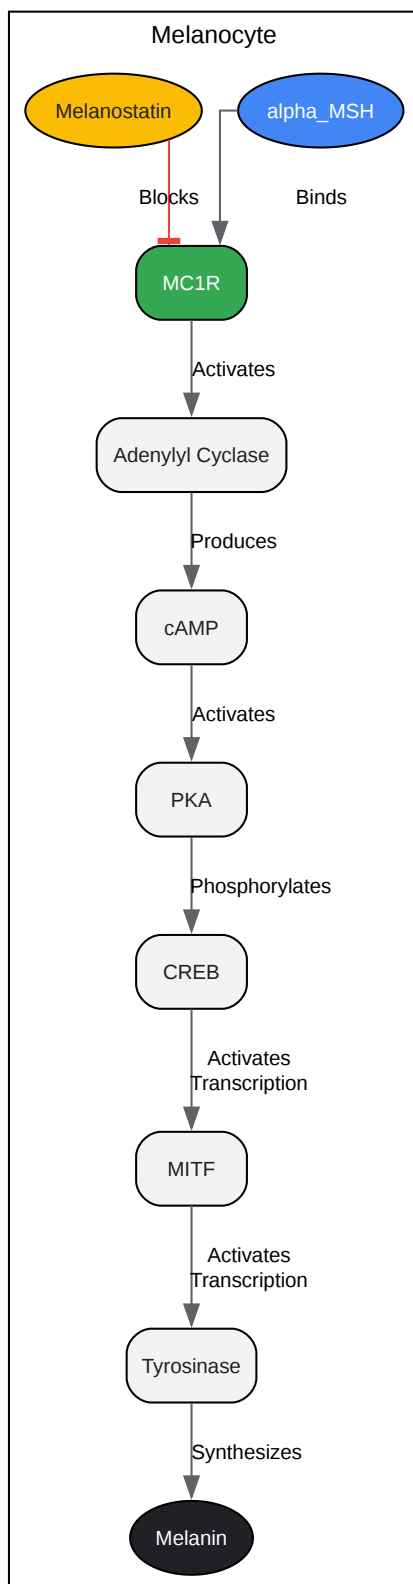 Melanocyte
Melanostatin
alpha_MSH
Blocks
Binds
MC1R
Activates
Adenylyl Cyclase
Produces
cAMP
Activates
PKA
Phosphorylates
CREB
Activates
Transcription
MITF
Activates
Transcription
Tyrosinase
Synthesizes
Melanin